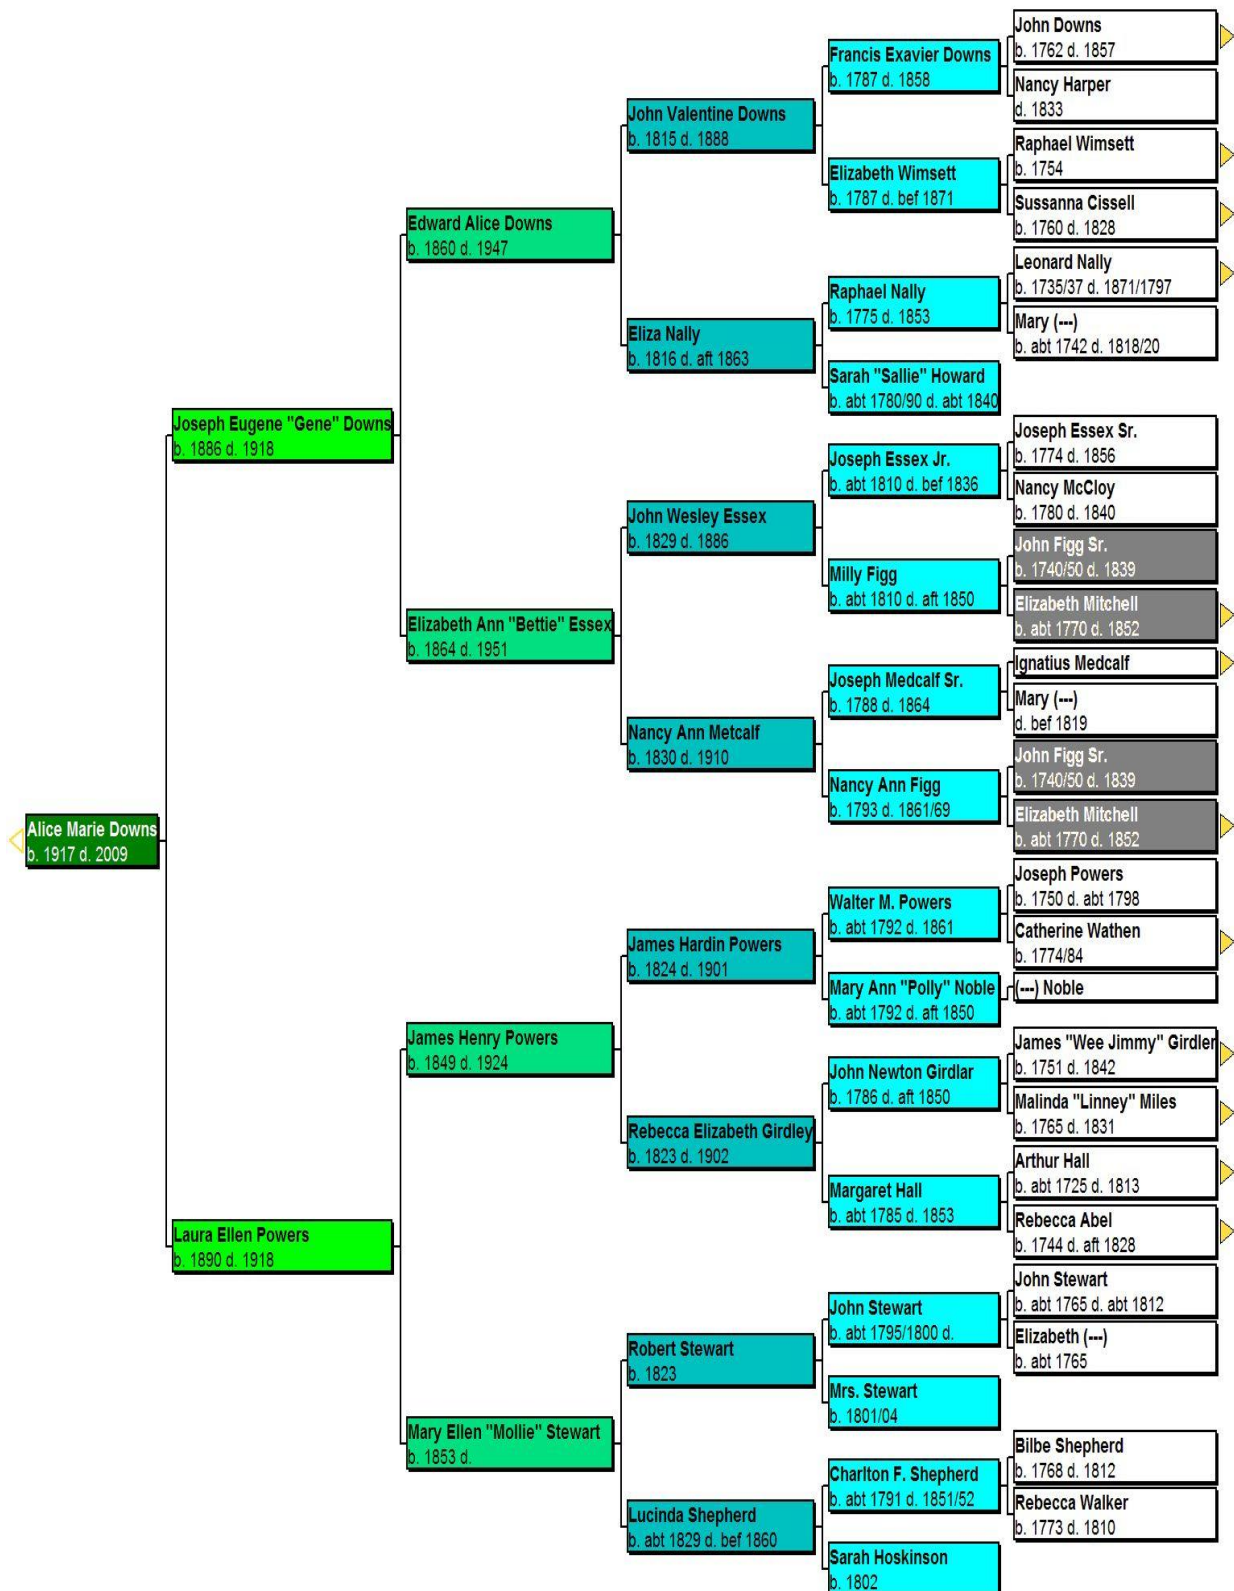 John Downs
b. 1762 d. 1857
Francis Exavier Downs
b. 1787 d. 1858
Nancy Harper
d. 1833
John Valentine Downs
b. 1815 d. 1888
Raphael Wimsett
b. 1754
Elizabeth Wimsett
b. 1787 d. bef 1871
Sussanna Cissell
b. 1760 d. 1828
Edward Alice Downs
b. 1860 d. 1947
Leonard Nally
b. 1735/37 d. 1871/1797
Raphael Nally
b. 1775 d. 1853
Mary (---)
b. abt 1742 d. 1818/20
Eliza Nally
b. 1816 d. aft 1863
Sarah "Sallie" Howard
b. abt 1780/90 d. abt 1840
Joseph Eugene "Gene" Downs
b. 1886 d. 1918
Joseph Essex Sr.
b. 1774 d. 1856
Joseph Essex Jr.
b. abt 1810 d. bef 1836
Nancy McCloy
b. 1780 d. 1840
John Wesley Essex
b. 1829 d. 1886
John Figg Sr.
b. 1740/50 d. 1839
Milly Figg
b. abt 1810 d. aft 1850
Elizabeth Mitchell
b. abt 1770 d. 1852
Elizabeth Ann "Bettie" Essex
b. 1864 d. 1951
Ignatius Medcalf
Joseph Medcalf Sr.
b. 1788 d. 1864
Mary (---)
d. bef 1819
Nancy Ann Metcalf
b. 1830 d. 1910
John Figg Sr.
b. 1740/50 d. 1839
Nancy Ann Figg
b. 1793 d. 1861/69
Elizabeth Mitchell
b. abt 1770 d. 1852
Alice Marie Downs
b. 1917 d. 2009
Joseph Powers
b. 1750 d. abt 1798
Walter M. Powers
b. abt 1792 d. 1861
Catherine Wathen
b. 1774/84
James Hardin Powers
b. 1824 d. 1901
Mary Ann "Polly" Noble
b. abt 1792 d. aft 1850
(---) Noble
James Henry Powers
b. 1849 d. 1924
James "Wee Jimmy" Girdler
b. 1751 d. 1842
John Newton Girdlar
b. 1786 d. aft 1850
Malinda "Linney" Miles
b. 1765 d. 1831
Rebecca Elizabeth Girdley
b. 1823 d. 1902
Arthur Hall
b. abt 1725 d. 1813
Margaret Hall
b. abt 1785 d. 1853
Rebecca Abel
b. 1744 d. aft 1828
Laura Ellen Powers
b. 1890 d. 1918
John Stewart
b. abt 1765 d. abt 1812
John Stewart
b. abt 1795/1800 d.
Elizabeth (---)
b. abt 1765
Robert Stewart
b. 1823
Mrs. Stewart
b. 1801/04
Mary Ellen "Mollie" Stewart
b. 1853 d.
Bilbe Shepherd
b. 1768 d. 1812
Charlton F. Shepherd
b. abt 1791 d. 1851/52
Rebecca Walker
b. 1773 d. 1810
Lucinda Shepherd
b. abt 1829 d. bef 1860
Sarah Hoskinson
b. 1802